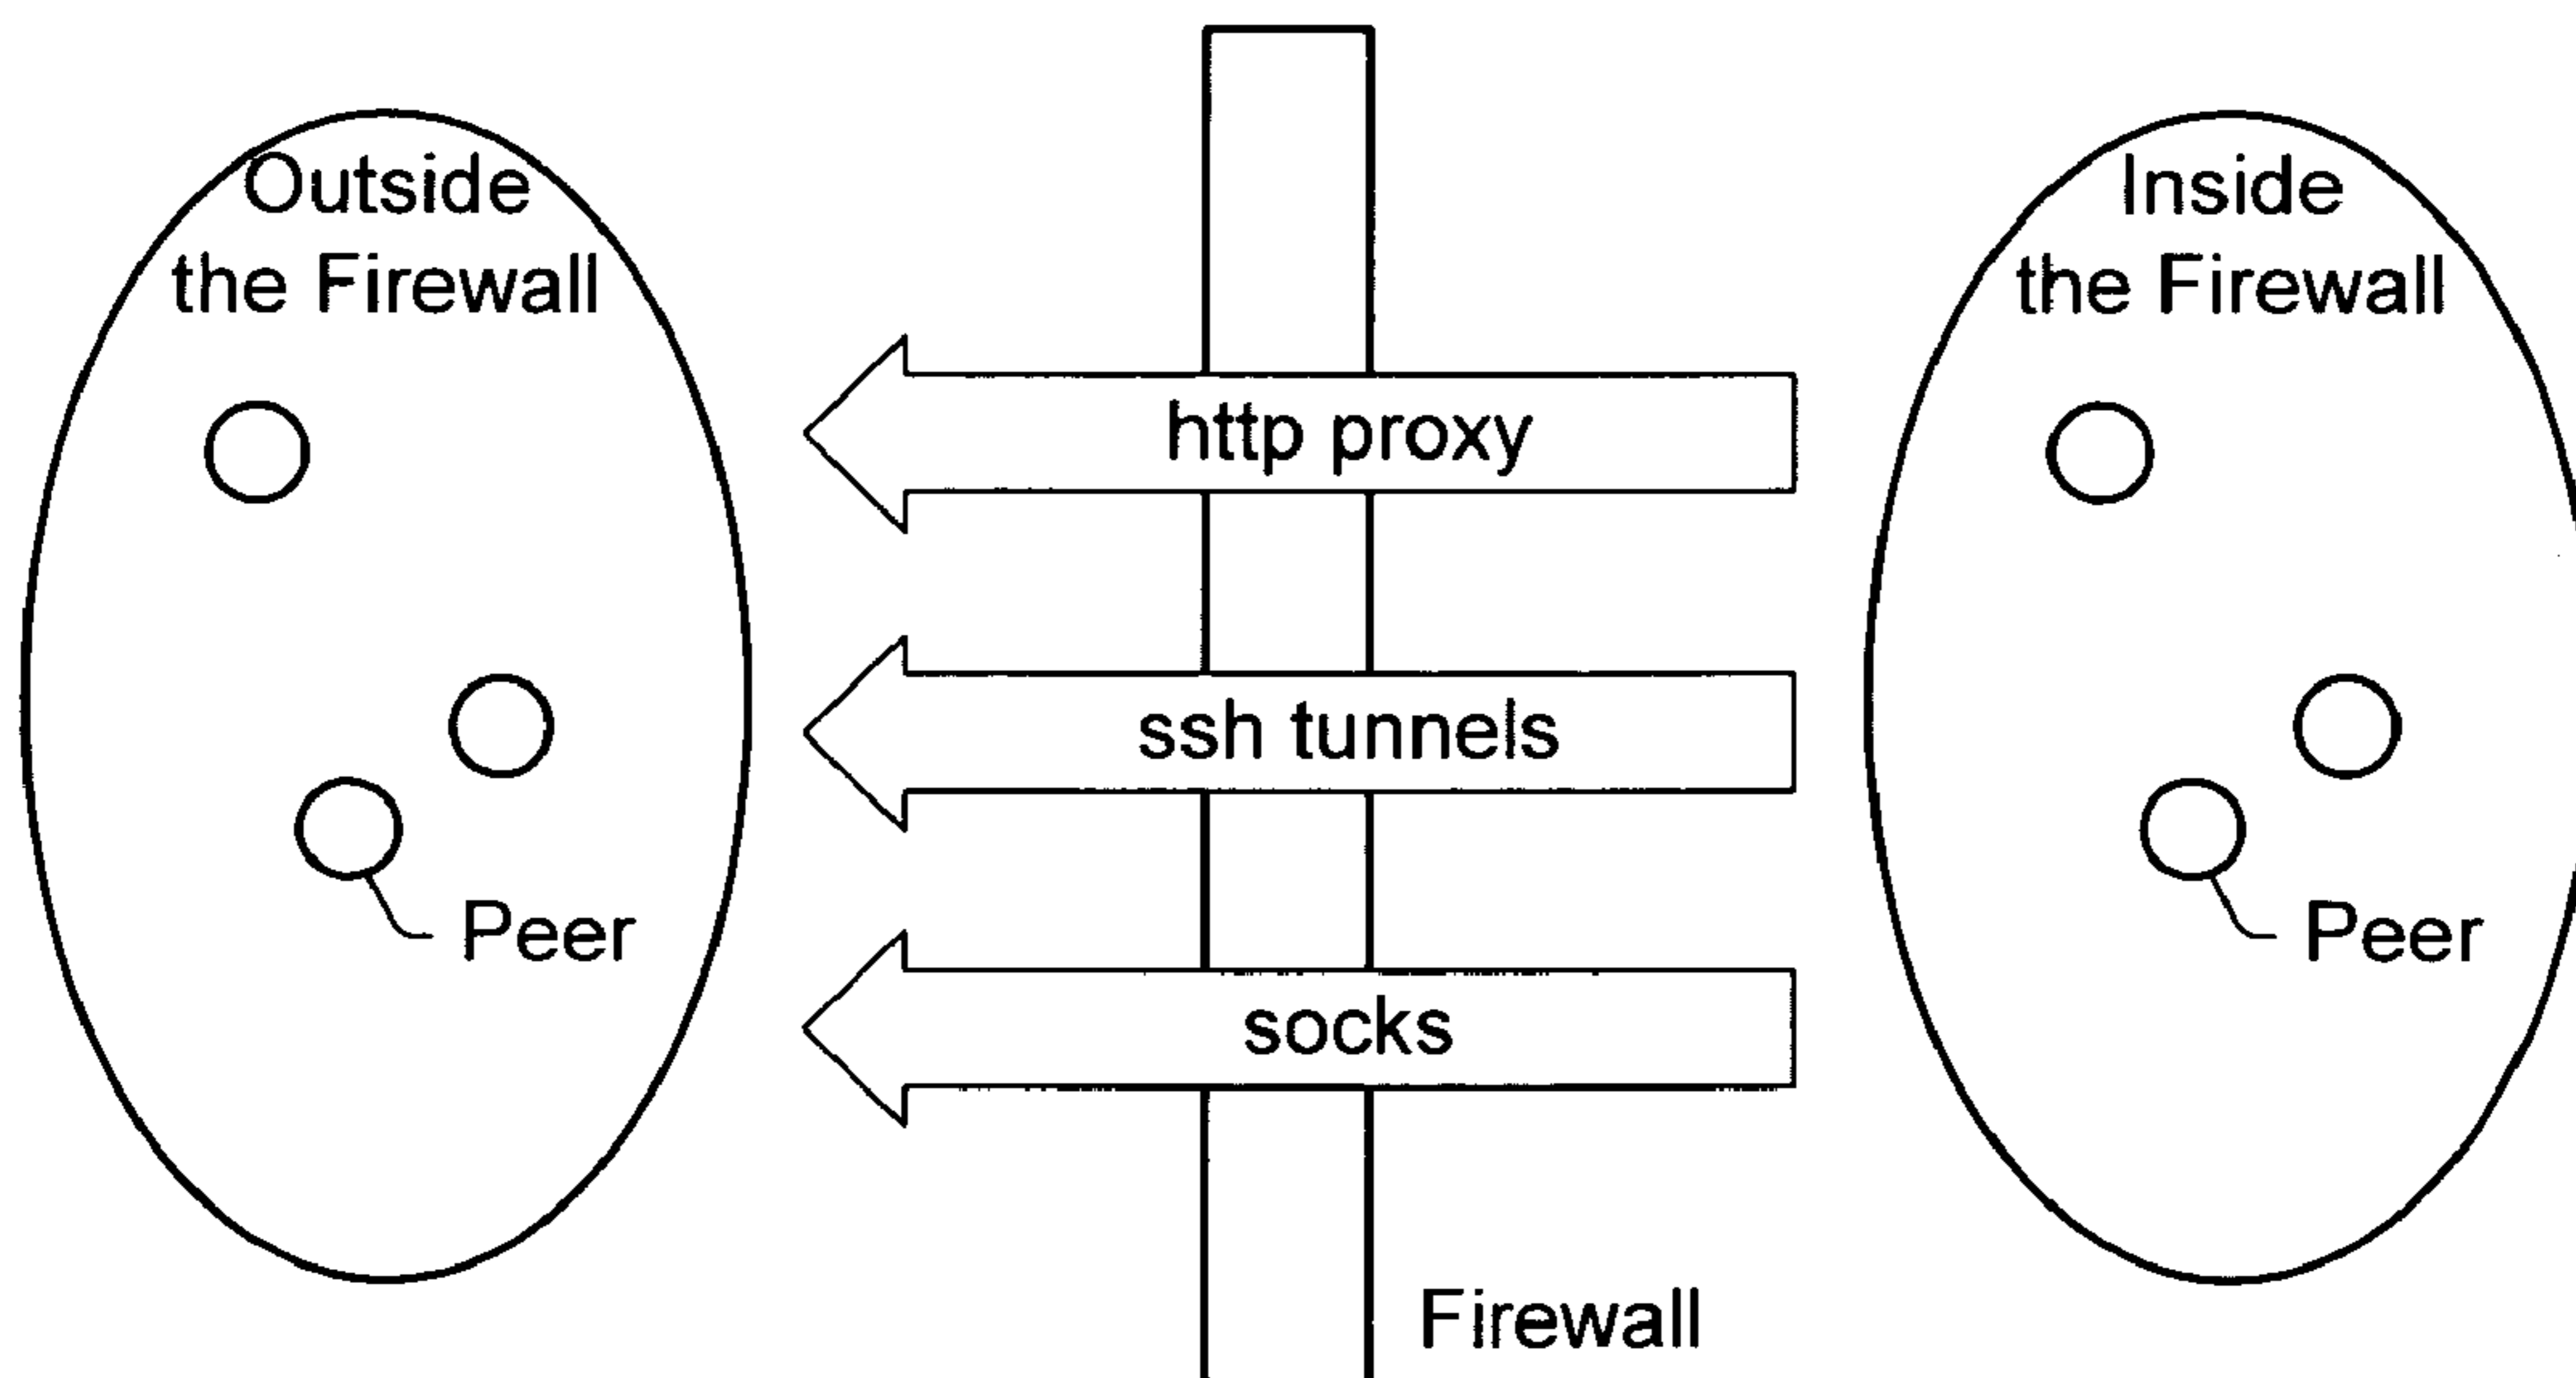 Outside
the Firewall
Peer
http proxy
ssh tunnels
socks
Firewall
Inside
the Firewall
Peer